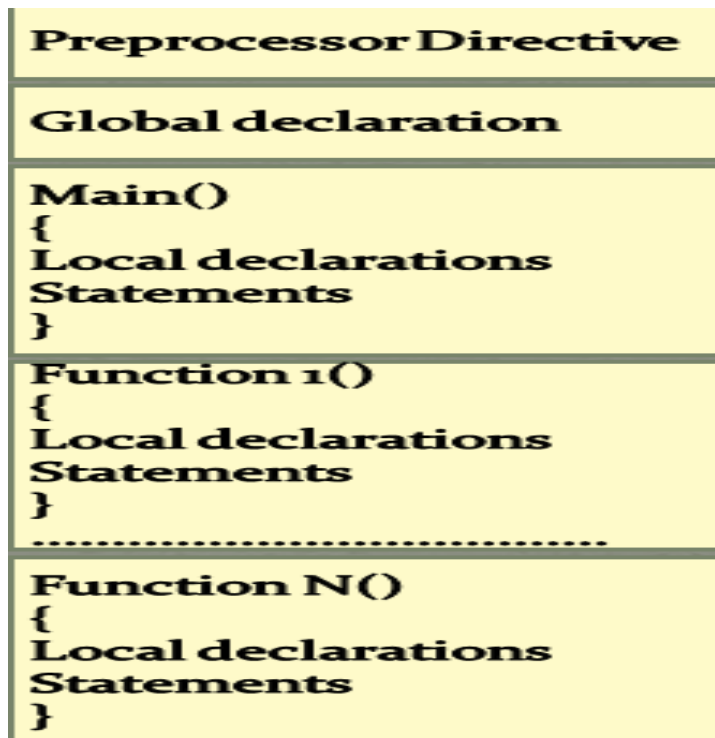 Preprocessor Directive
Global declaration
Main()
{
Local declarations
Statements
}
Function 1()
{
Local declarations
Statements
}
....................................
Function N()
{
Local declarations
Statements
}